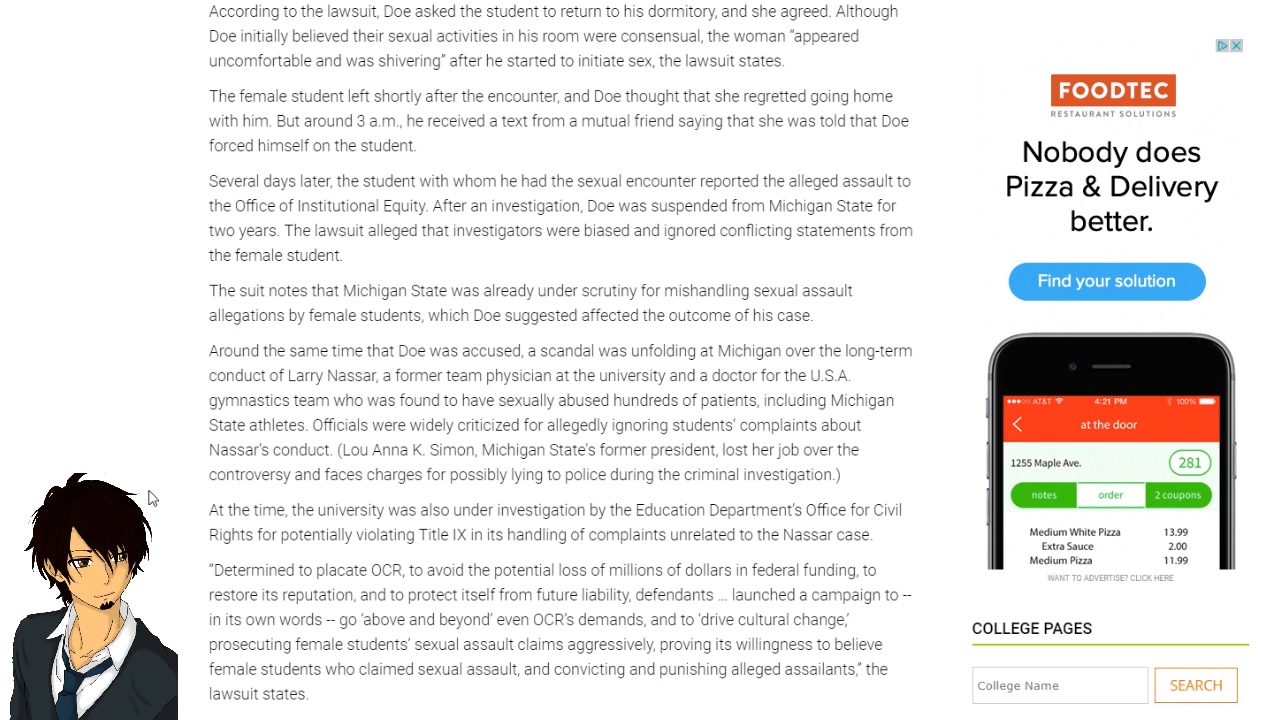 According to the lawsuit, Doe asked the student to return to his dormitory, and she agreed. Although
Doe initially believed their sexual activities in his room were consensual, the woman “appeared
uncomfortable and was shivering” after he started to initiate sex, the lawsuit states.
The female student left shortly after the encounter, and Doe thought that she regretted going home
with him. But around 3 a.m., he received a text from a mutual friend saying that she was told that Doe
forced himself on the student.
Several days later, the student with whom he had the sexual encounter reported the alleged assault to
the Office of Institutional Equity. After an investigation, Doe was suspended from Michigan State for
two years. The lawsuit alleged that investigators were biased and ignored conflicting statements from
the female student.
The suit notes that Michigan State was already under scrutiny for mishandling sexual assault
allegations by female students, which Doe suggested affected the outcome of his case.
Around the same time that Doe was accused, a scandal was unfolding at Michigan over the long-term
conduct of Larry Nassar, a former team physician at the university and a doctor for the U.S.A.
gymnastics team who was found to have sexually abused hundreds of patients, including Michigan
State athletes. Officials were widely criticized for allegedly ignoring students’ complaints about
Nassar’s conduct. (Lou Anna K. Simon, Michigan State's former president, lost her job over the
controversy and faces charges for possibly lying to police during the criminal investigation.)
At the time, the university was also under investigation by the Education Department’s Office for Civil
Rights for potentially violating Title IX in its handling of complaints unrelated to the Nassar case.
“Determined to placate OCR, to avoid the potential loss of millions of dollars in federal funding, to
restore its reputation, and to protect itself from future liability, defendants … launched a campaign to --
in its own words -- go ‘above and beyond’ even OCR’s demands, and to ‘drive cultural change,’
prosecuting female students’ sexual assault claims aggressively, proving its willingness to believe
female students who claimed sexual assault, and convicting and punishing alleged assailants,” the
lawsuit states.
FOODTEC
RESTAURANT SOLUTIONS
Nobody does
Pizza & Delivery
better.
Find your solution
AT&T 4:21 PM 100%
at the door
1255 Maple Ave. 281
notes order 2 coupons
Medium White Pizza 13.99
Extra Sauce 2.00
Medium Pizza 11.99
WANT TO ADVERTISE? CLICK HERE
COLLEGE PAGES
College Name SEARCH